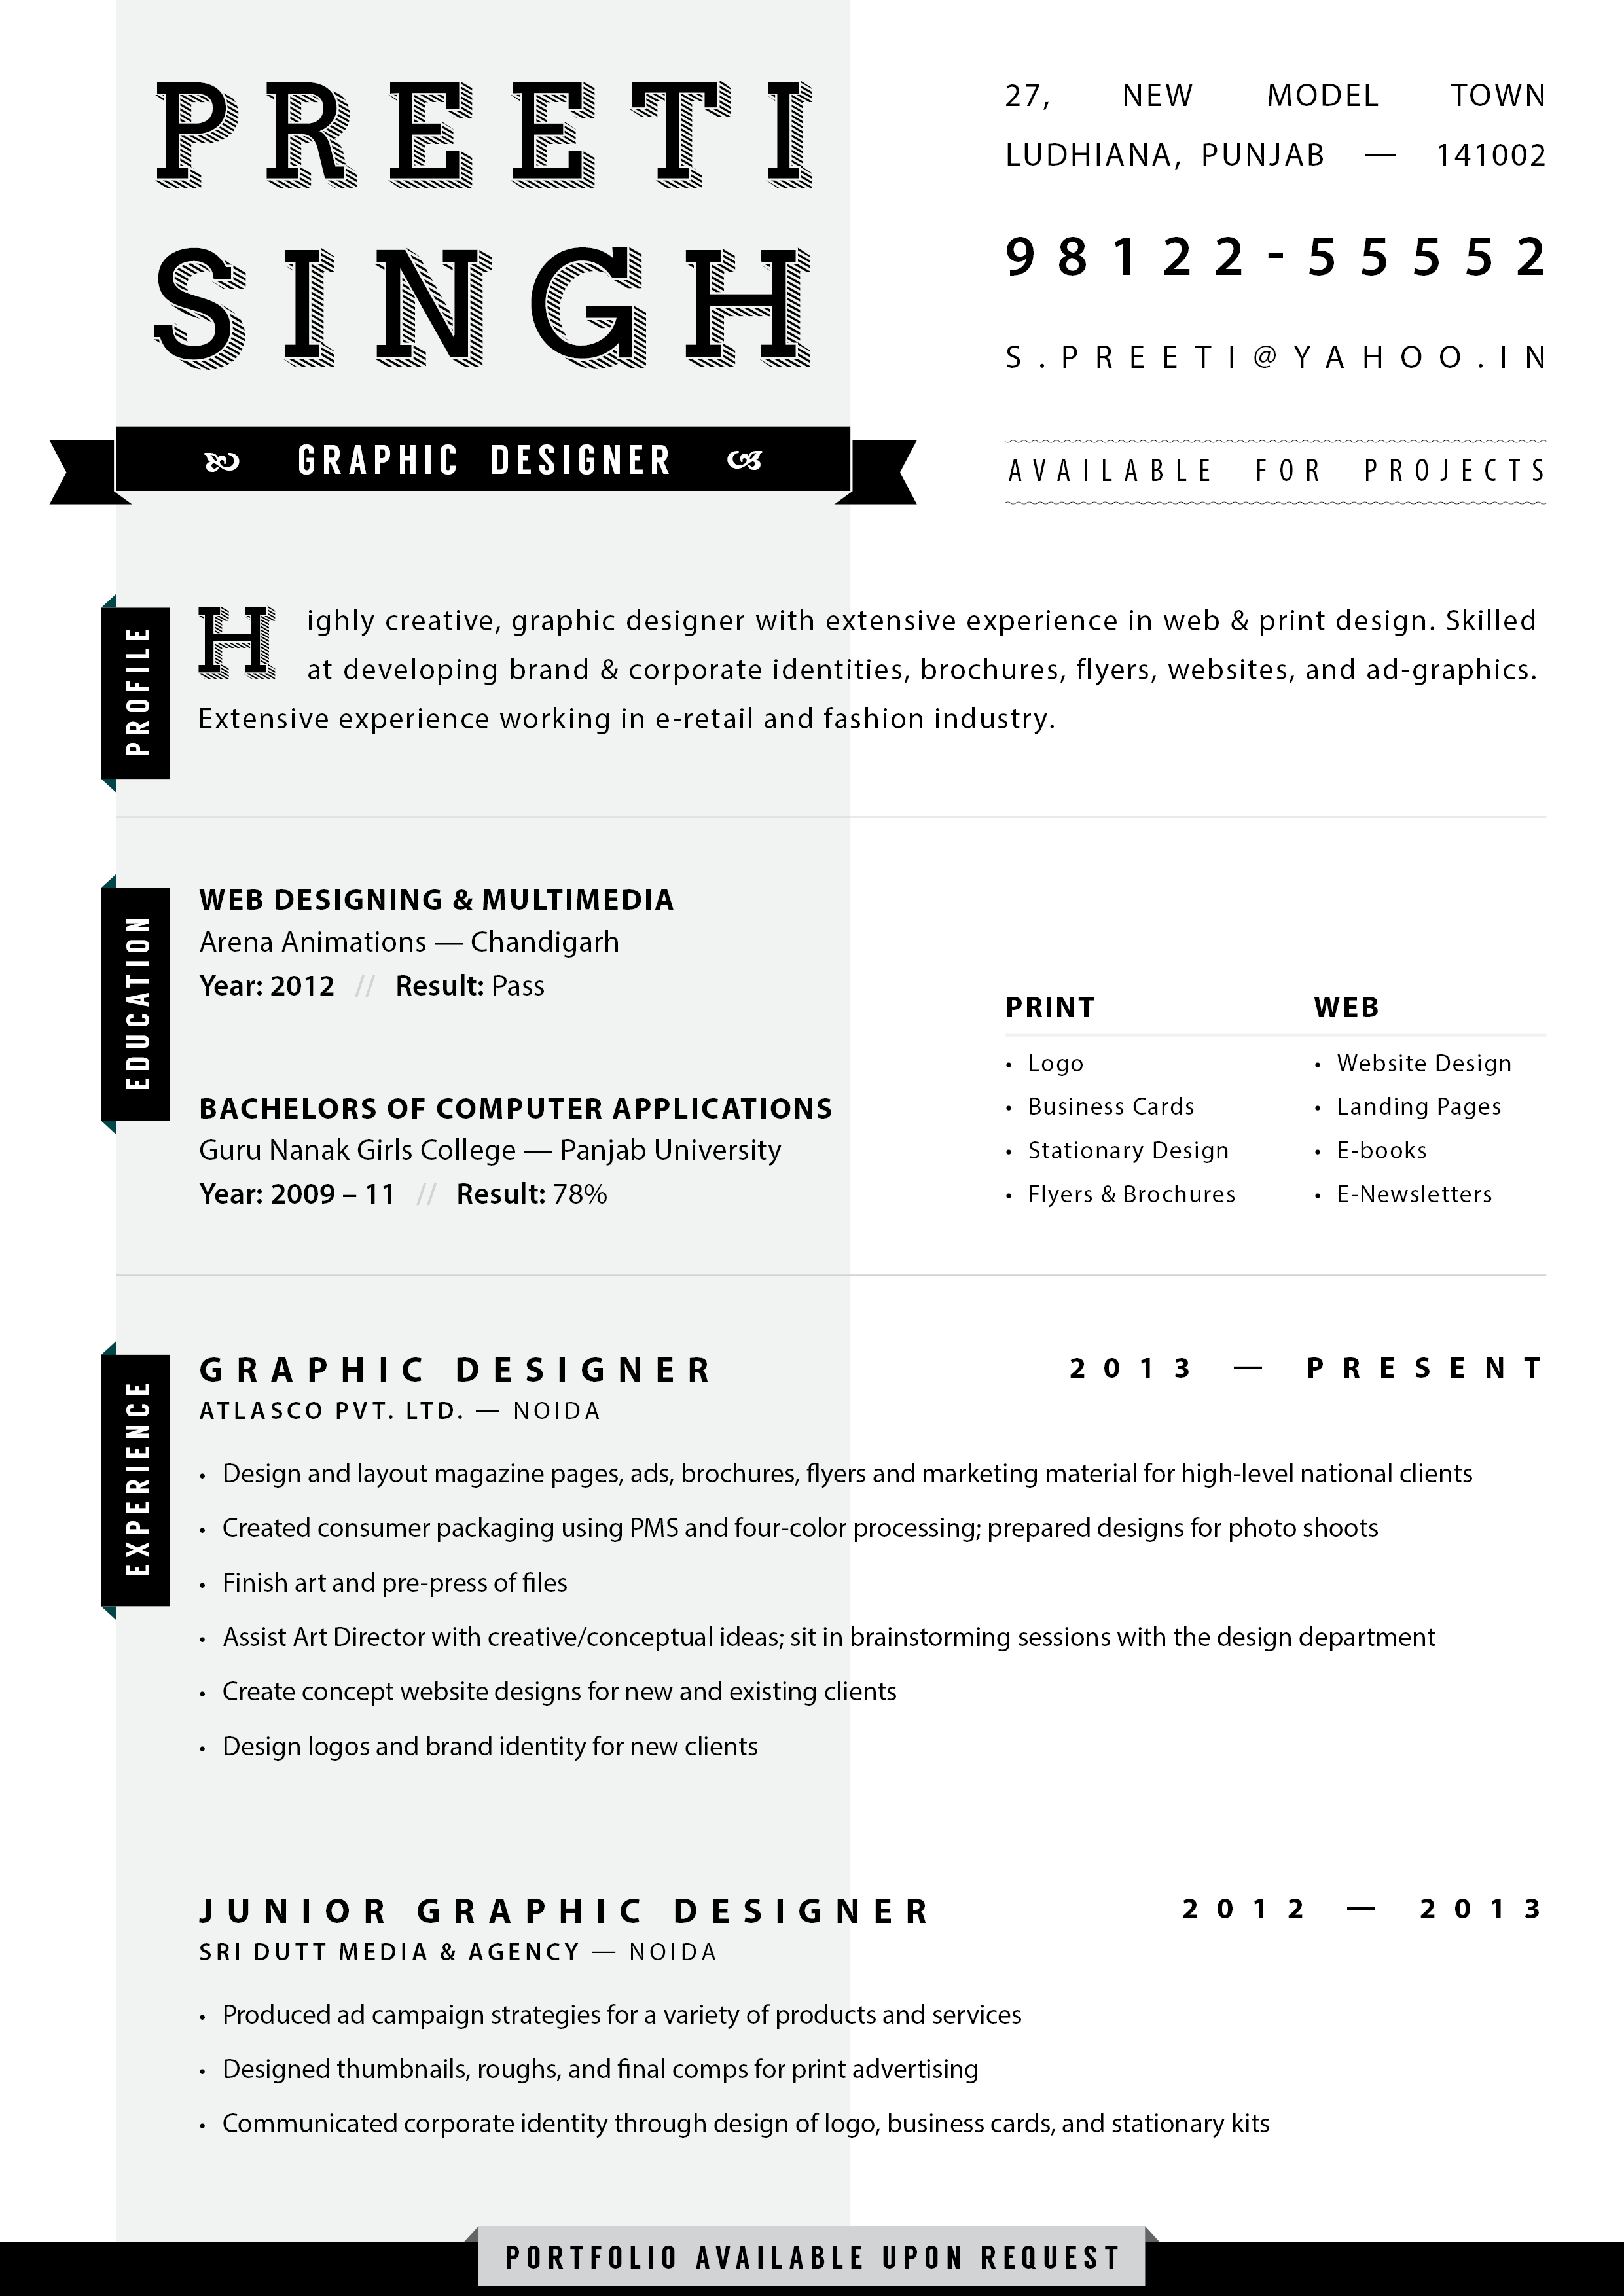 PREETI
SINGH
GRAPHIC DESIGNER
27, NEW MODEL TOWN
LUDHIANA, PUNJAB — 141002
98122-55552
S.PREETI@YAHOO.IN
AVAILABLE FOR PROJECTS
PROFILE
Highly creative, graphic designer with extensive experience in web & print design. Skilled
at developing brand & corporate identities, brochures, flyers, websites, and ad-graphics.
Extensive experience working in e-retail and fashion industry.
EDUCATION
WEB DESIGNING & MULTIMEDIA
Arena Animations — Chandigarh
Year: 2012 // Result: Pass
BACHELORS OF COMPUTER APPLICATIONS
Guru Nanak Girls College — Panjab University
Year: 2009 – 11 // Result: 78%
PRINT
• Logo
• Business Cards
• Stationary Design
• Flyers & Brochures
WEB
• Website Design
• Landing Pages
• E-books
• E-Newsletters
EXPERIENCE
GRAPHIC DESIGNER 2013 — PRESENT
ATLASCO PVT. LTD. — NOIDA
• Design and layout magazine pages, ads, brochures, flyers and marketing material for high-level national clients
• Created consumer packaging using PMS and four-color processing; prepared designs for photo shoots
• Finish art and pre-press of files
• Assist Art Director with creative/conceptual ideas; sit in brainstorming sessions with the design department
• Create concept website designs for new and existing clients
• Design logos and brand identity for new clients
JUNIOR GRAPHIC DESIGNER 2012 — 2013
SRI DUTT MEDIA & AGENCY — NOIDA
• Produced ad campaign strategies for a variety of products and services
• Designed thumbnails, roughs, and final comps for print advertising
• Communicated corporate identity through design of logo, business cards, and stationary kits
PORTFOLIO AVAILABLE UPON REQUEST